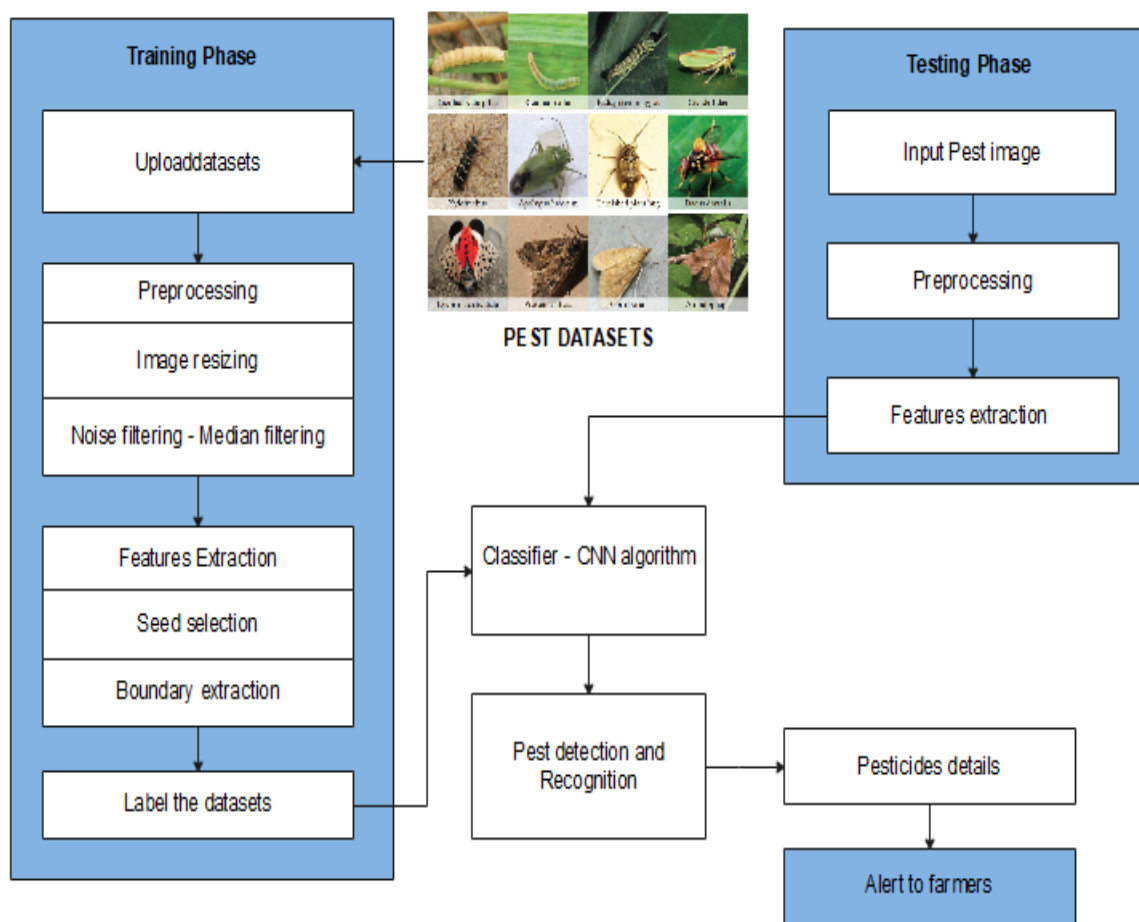 Training Phase
Uploaddatasets
Preprocessing
Image resizing
Noise filtering - Median filtering
Features Extraction
Seed selection
Boundary extraction
Label the datasets
PEST DATASETS
Testing Phase
Input Pest image
Preprocessing
Features extraction
Classifier - CNN algorithm
Pest detection and
Recognition
Pesticides details
Alert to farmers